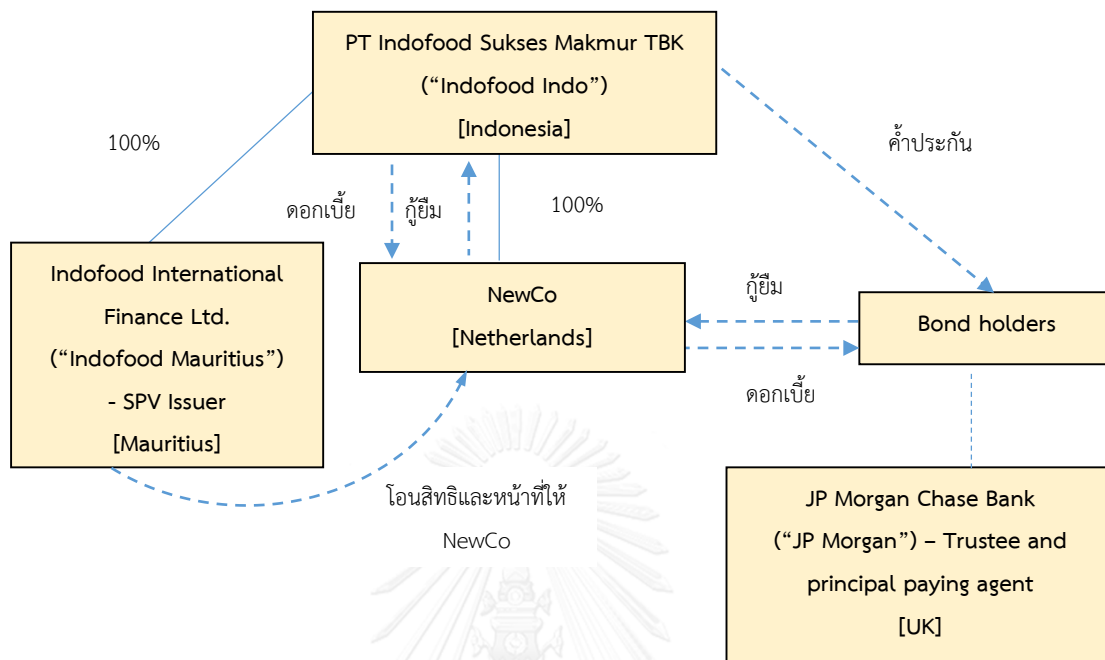 PT Indofood Sukses Makmur TBK
(“Indofood Indo”)
[Indonesia]
100%
ค้ำประกัน
ดอกเบี้ย
กู้ยืม
100%
Indofood International
Finance Ltd.
(“Indofood Mauritius”)
- SPV Issuer
[Mauritius]
NewCo
[Netherlands]
กู้ยืม
ดอกเบี้ย
Bond holders
โอนสิทธิและหน้าที่ให้
NewCo
JP Morgan Chase Bank
(“JP Morgan”) – Trustee and
principal paying agent
[UK]